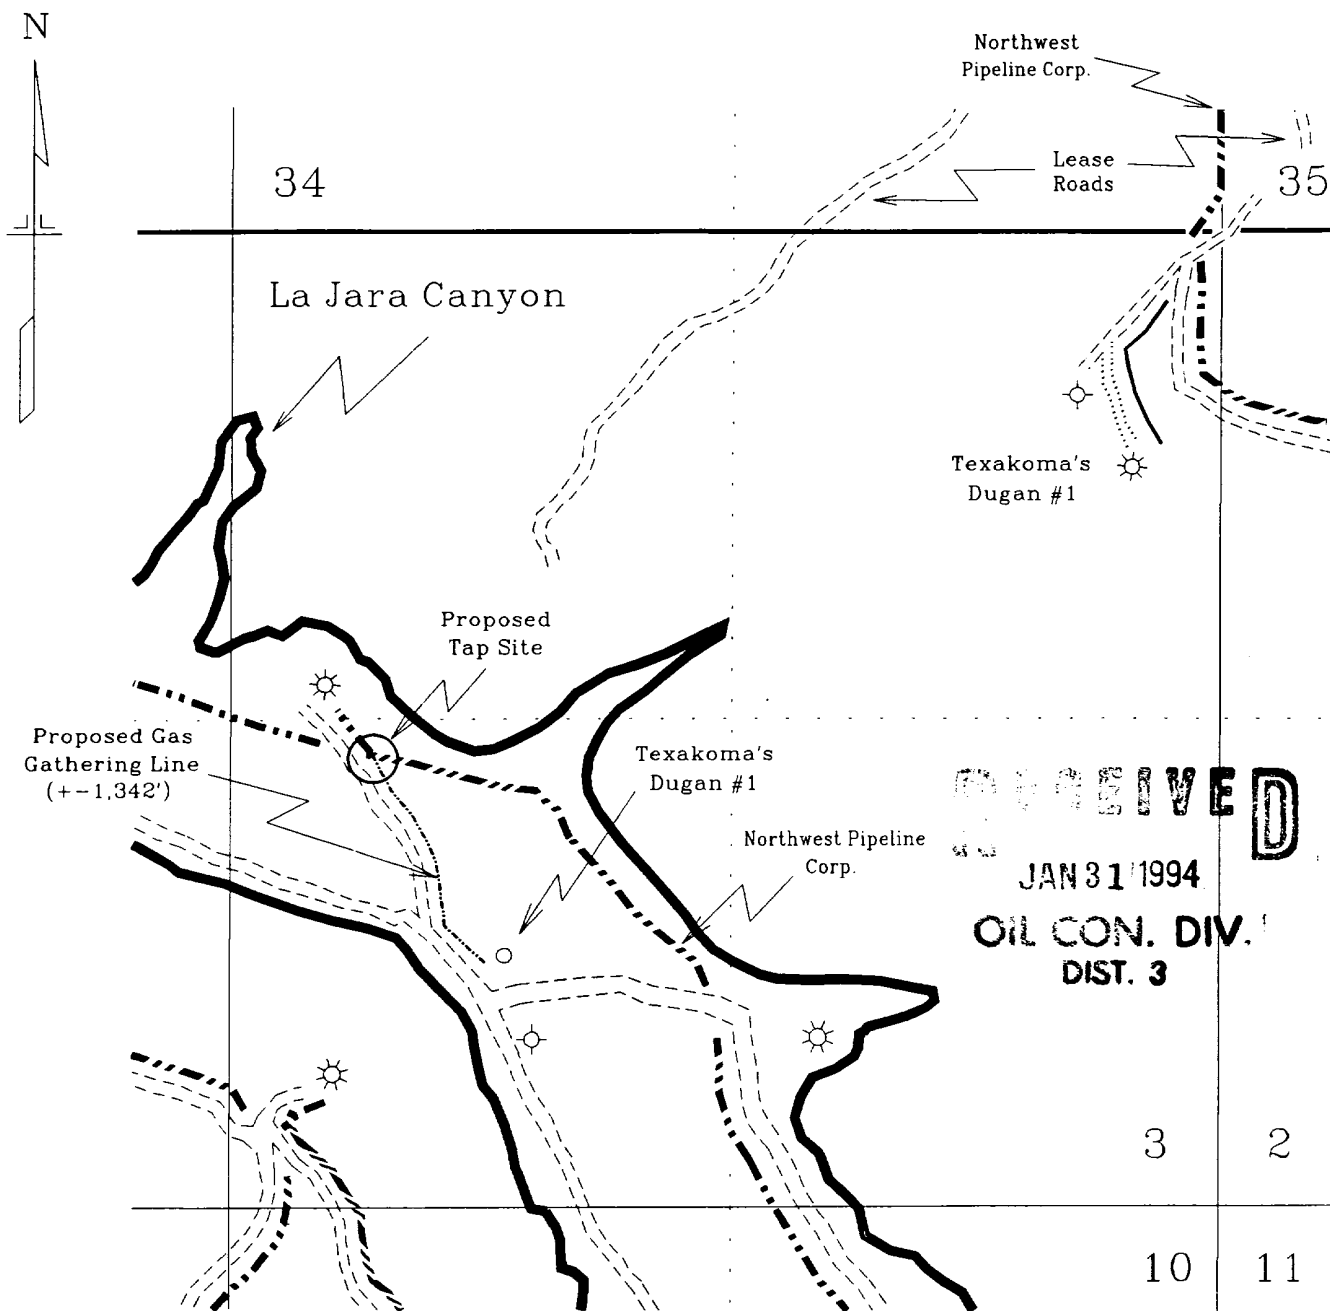 N
Northwest
Pipeline Corp.
Lease
Roads
34
35
La Jara Canyon
Texakoma's
Dugan #1
Proposed
Tap Site
Proposed Gas
Gathering Line
(+-1,342')
Texakoma's
Dugan #1
Northwest Pipeline
Corp.
RECEIVED
JAN 31 1994
OIL CON. DIV.
DIST. 3
3
2
10
11